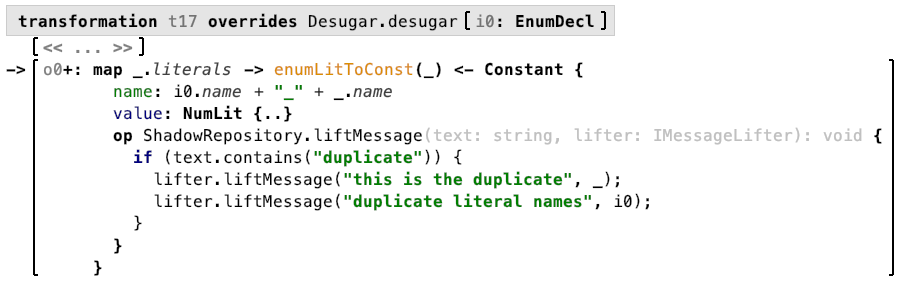 transformation t17 overrides Desugar.desugar[i0: EnumDecl]
[<< ... >>]
-> [o0+: map _.literals -> enumLitToConst(_) <- Constant {
name: i0.name + "_" + _.name
value: NumLit {..}
op ShadowRepository.liftMessage(text: string, lifter: IMessageLifter): void {
if (text.contains("duplicate")) {
lifter.liftMessage("this is the duplicate", _);
lifter.liftMessage("duplicate literal names", i0);
}
}
} ]